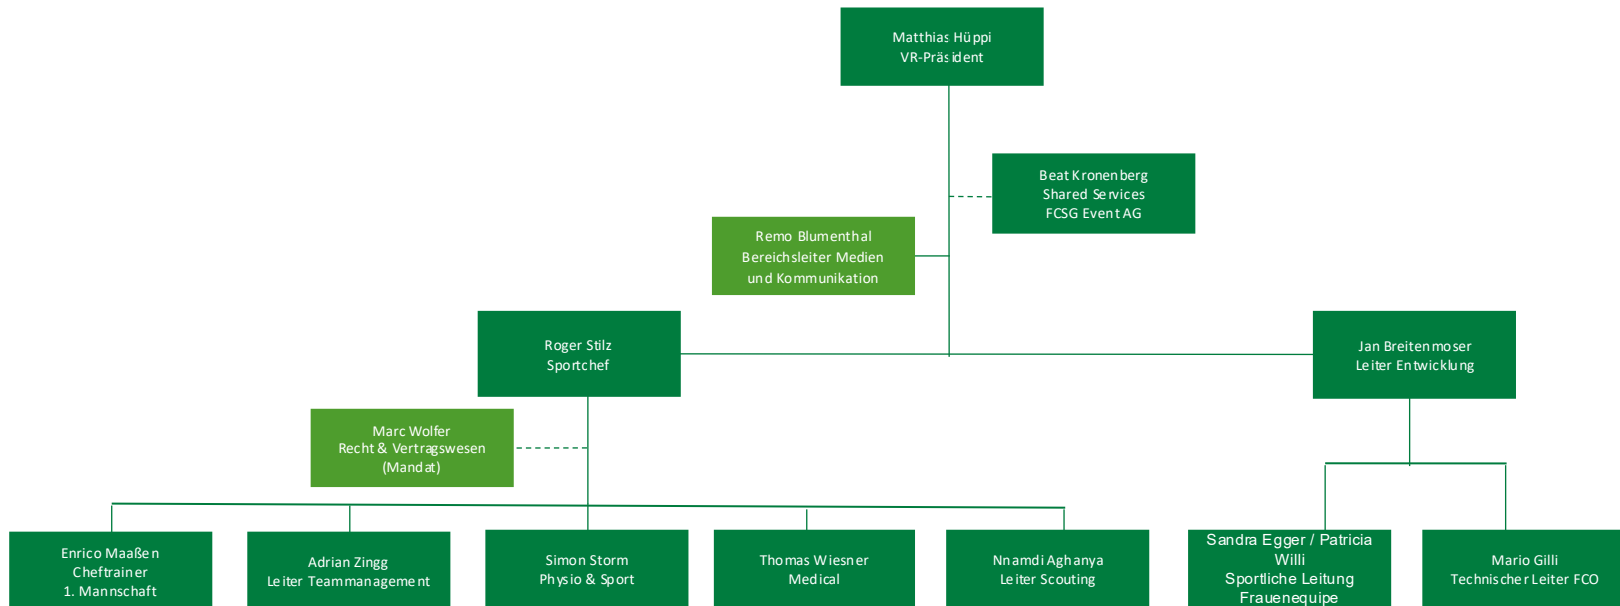 Matthias Hüppi
VR-Präsident
Beat Kronenberg
Shared Services
FCSG Event AG
Remo Blumenthal
Bereichsleiter Medien
und Kommunikation
Roger Stilz
Sportchef
Jan Breitenmoser
Leiter Entwicklung
Marc Wolfer
Recht & Vertragswesen
(Mandat)
Enrico Maaßen
Cheftrainer
1. Mannschaft
Adrian Zingg
Leiter Teammanagement
Simon Storm
Physio & Sport
Thomas Wiesner
Medical
Nnamdi Aghanya
Leiter Scouting
Sandra Egger / Patricia
Willi
Sportliche Leitung
Frauenequipe
Mario Gilli
Technischer Leiter FCO